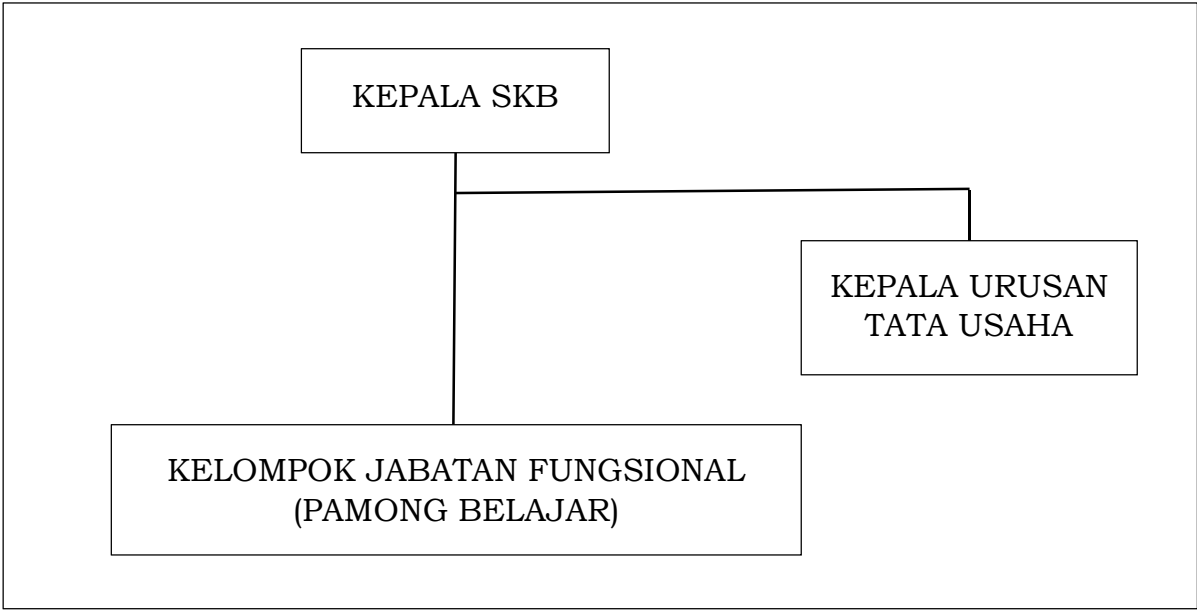 KEPALA SKB
KEPALA URUSAN
TATA USAHA
KELOMPOK JABATAN FUNGSIONAL
(PAMONG BELAJAR)